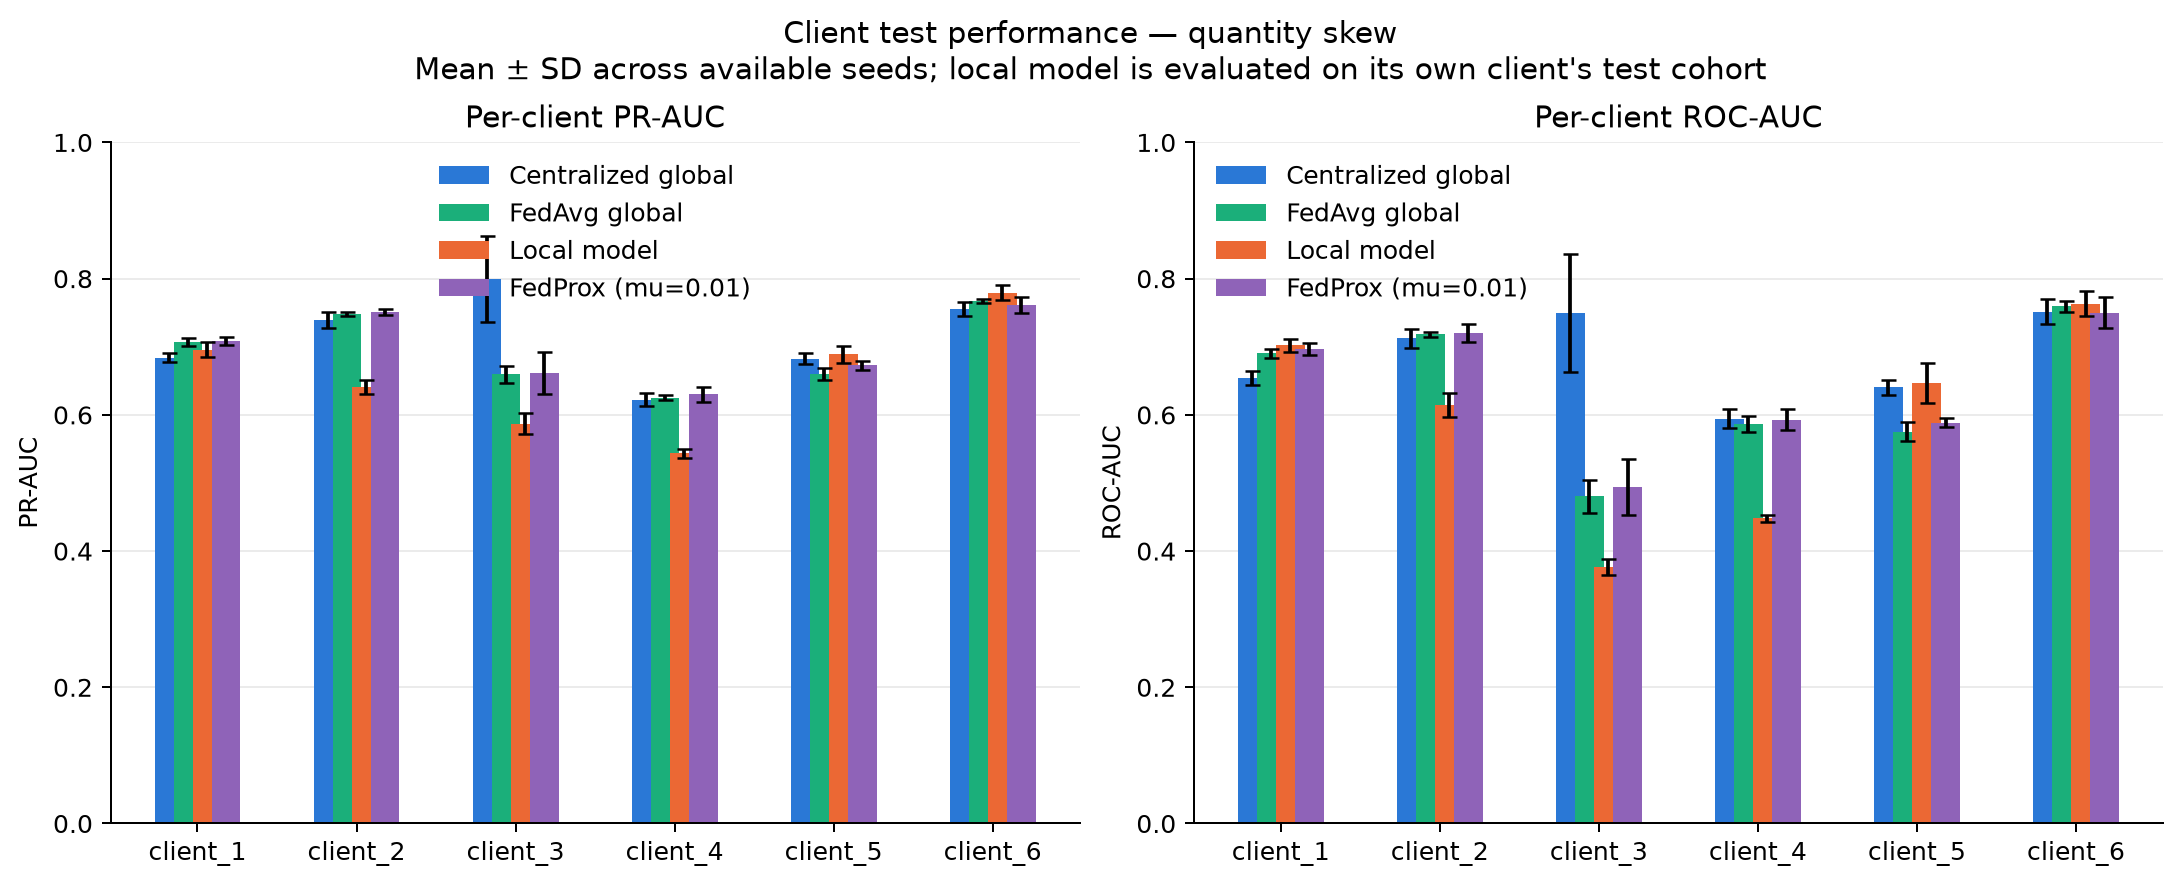 Client test performance — quantity skew
Mean ± SD across available seeds; local model is evaluated on its own client's test cohort
Per-client PR-AUC
1.0
0.8
0.6
0.4
0.2
0.0
PR-AUC
Centralized global
FedAvg global
Local model
FedProx (mu=0.01)
client_1
client_2
client_3
client_4
client_5
client_6
Per-client ROC-AUC
1.0
0.8
0.6
0.4
0.2
0.0
ROC-AUC
Centralized global
FedAvg global
Local model
FedProx (mu=0.01)
client_1
client_2
client_3
client_4
client_5
client_6